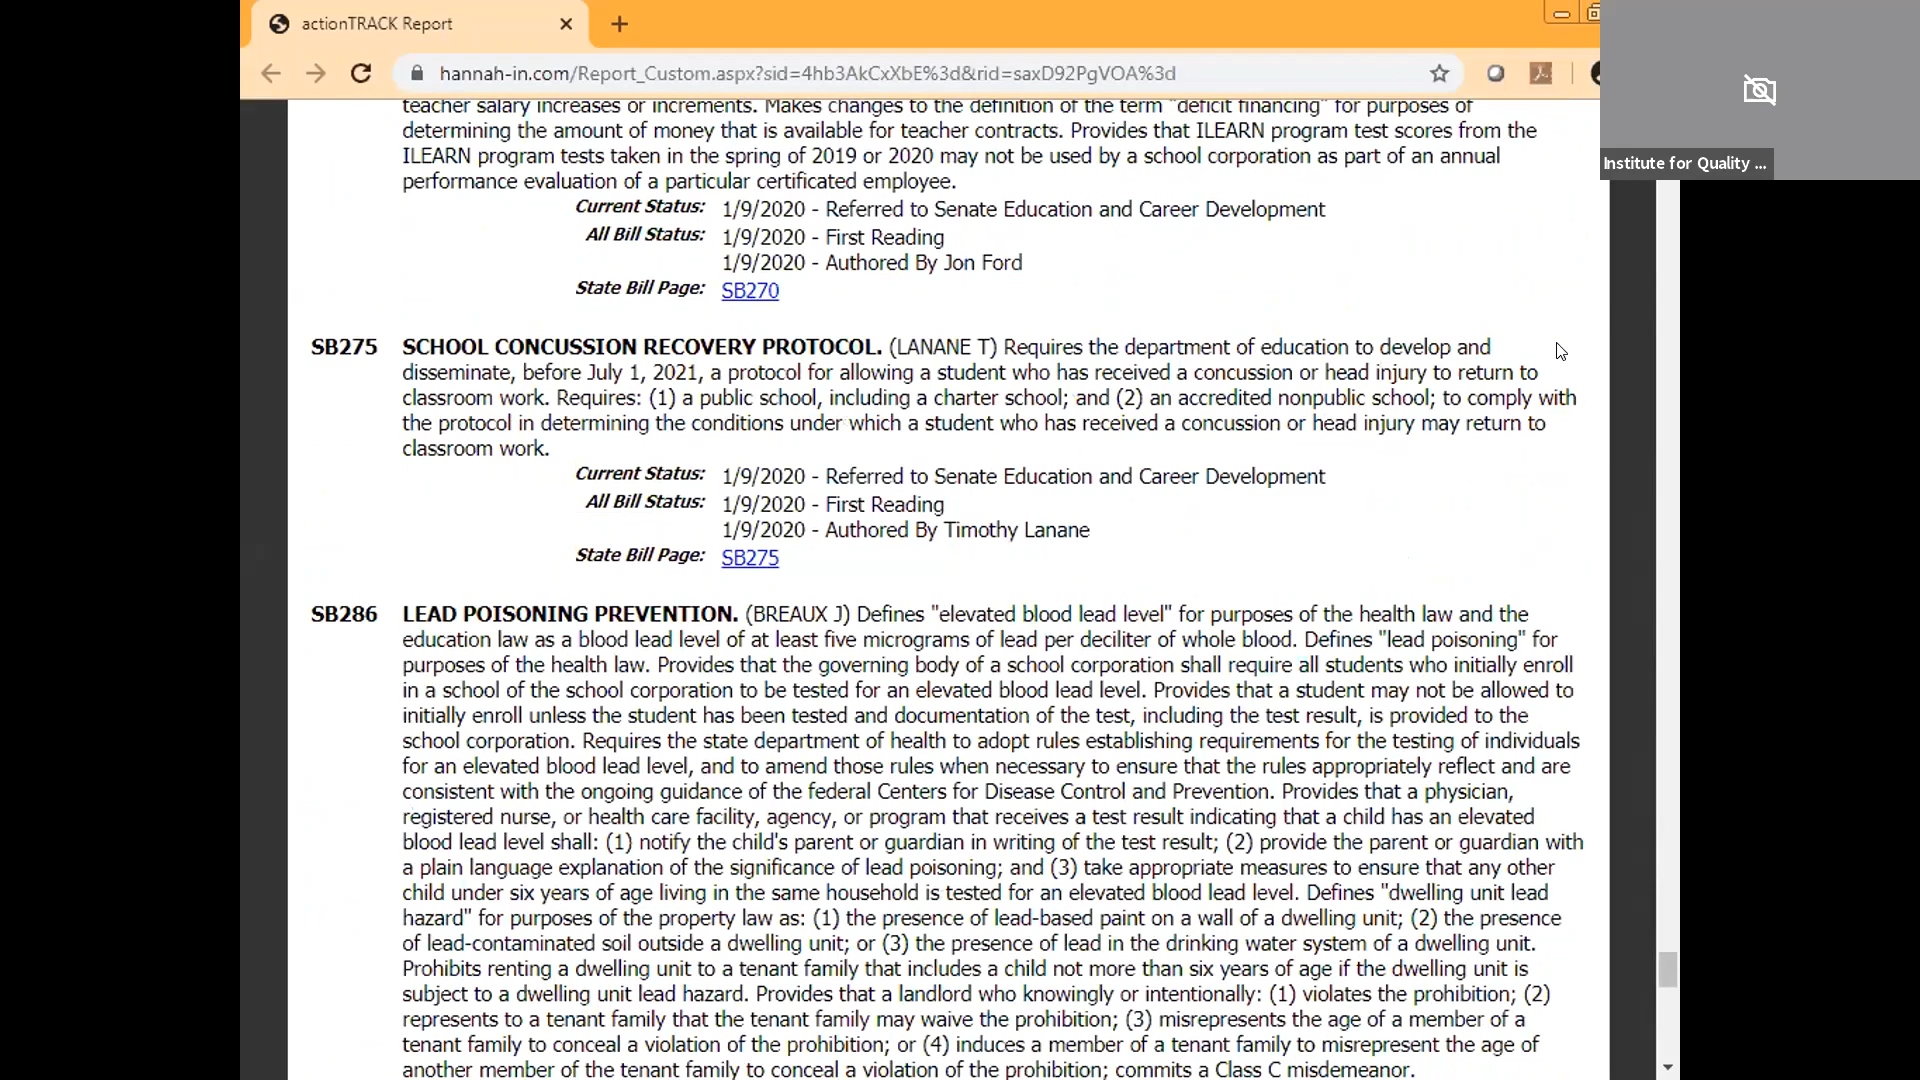 actionTRACK Report
hannah-in.com/Report_Custom.aspx?sid=4hb3AkCxXbE%3d&rid=saxD92PgVOA%3d
Institute for Quality ...
teacher salary increases or increments. Makes changes to the definition of the term "deficit financing" for purposes of
determining the amount of money that is available for teacher contracts. Provides that ILEARN program test scores from the
ILEARN program tests taken in the spring of 2019 or 2020 may not be used by a school corporation as part of an annual
performance evaluation of a particular certificated employee.
Current Status: 1/9/2020 - Referred to Senate Education and Career Development
All Bill Status: 1/9/2020 - First Reading
1/9/2020 - Authored By Jon Ford
State Bill Page: SB270
SB275 SCHOOL CONCUSSION RECOVERY PROTOCOL. (LANANE T) Requires the department of education to develop and
disseminate, before July 1, 2021, a protocol for allowing a student who has received a concussion or head injury to return to
classroom work. Requires: (1) a public school, including a charter school; and (2) an accredited nonpublic school; to comply with
the protocol in determining the conditions under which a student who has received a concussion or head injury may return to
classroom work.
Current Status: 1/9/2020 - Referred to Senate Education and Career Development
All Bill Status: 1/9/2020 - First Reading
1/9/2020 - Authored By Timothy Lanane
State Bill Page: SB275
SB286 LEAD POISONING PREVENTION. (BREAUX J) Defines "elevated blood lead level" for purposes of the health law and the
education law as a blood lead level of at least five micrograms of lead per deciliter of whole blood. Defines "lead poisoning" for
purposes of the health law. Provides that the governing body of a school corporation shall require all students who initially enroll
in a school of the school corporation to be tested for an elevated blood lead level. Provides that a student may not be allowed to
initially enroll unless the student has been tested and documentation of the test, including the test result, is provided to the
school corporation. Requires the state department of health to adopt rules establishing requirements for the testing of individuals
for an elevated blood lead level, and to amend those rules when necessary to ensure that the rules appropriately reflect and are
consistent with the ongoing guidance of the federal Centers for Disease Control and Prevention. Provides that a physician,
registered nurse, or health care facility, agency, or program that receives a test result indicating that a child has an elevated
blood lead level shall: (1) notify the child's parent or guardian in writing of the test result; (2) provide the parent or guardian with
a plain language explanation of the significance of lead poisoning; and (3) take appropriate measures to ensure that any other
child under six years of age living in the same household is tested for an elevated blood lead level. Defines "dwelling unit lead
hazard" for purposes of the property law as: (1) the presence of lead-based paint on a wall of a dwelling unit; (2) the presence
of lead-contaminated soil outside a dwelling unit; or (3) the presence of lead in the drinking water system of a dwelling unit.
Prohibits renting a dwelling unit to a tenant family that includes a child not more than six years of age if the dwelling unit is
subject to a dwelling unit lead hazard. Provides that a landlord who knowingly or intentionally: (1) violates the prohibition; (2)
represents to a tenant family that the tenant family may waive the prohibition; (3) misrepresents the age of a member of a
tenant family to conceal a violation of the prohibition; or (4) induces a member of a tenant family to misrepresent the age of
another member of the tenant family to conceal a violation of the prohibition; commits a Class C misdemeanor.